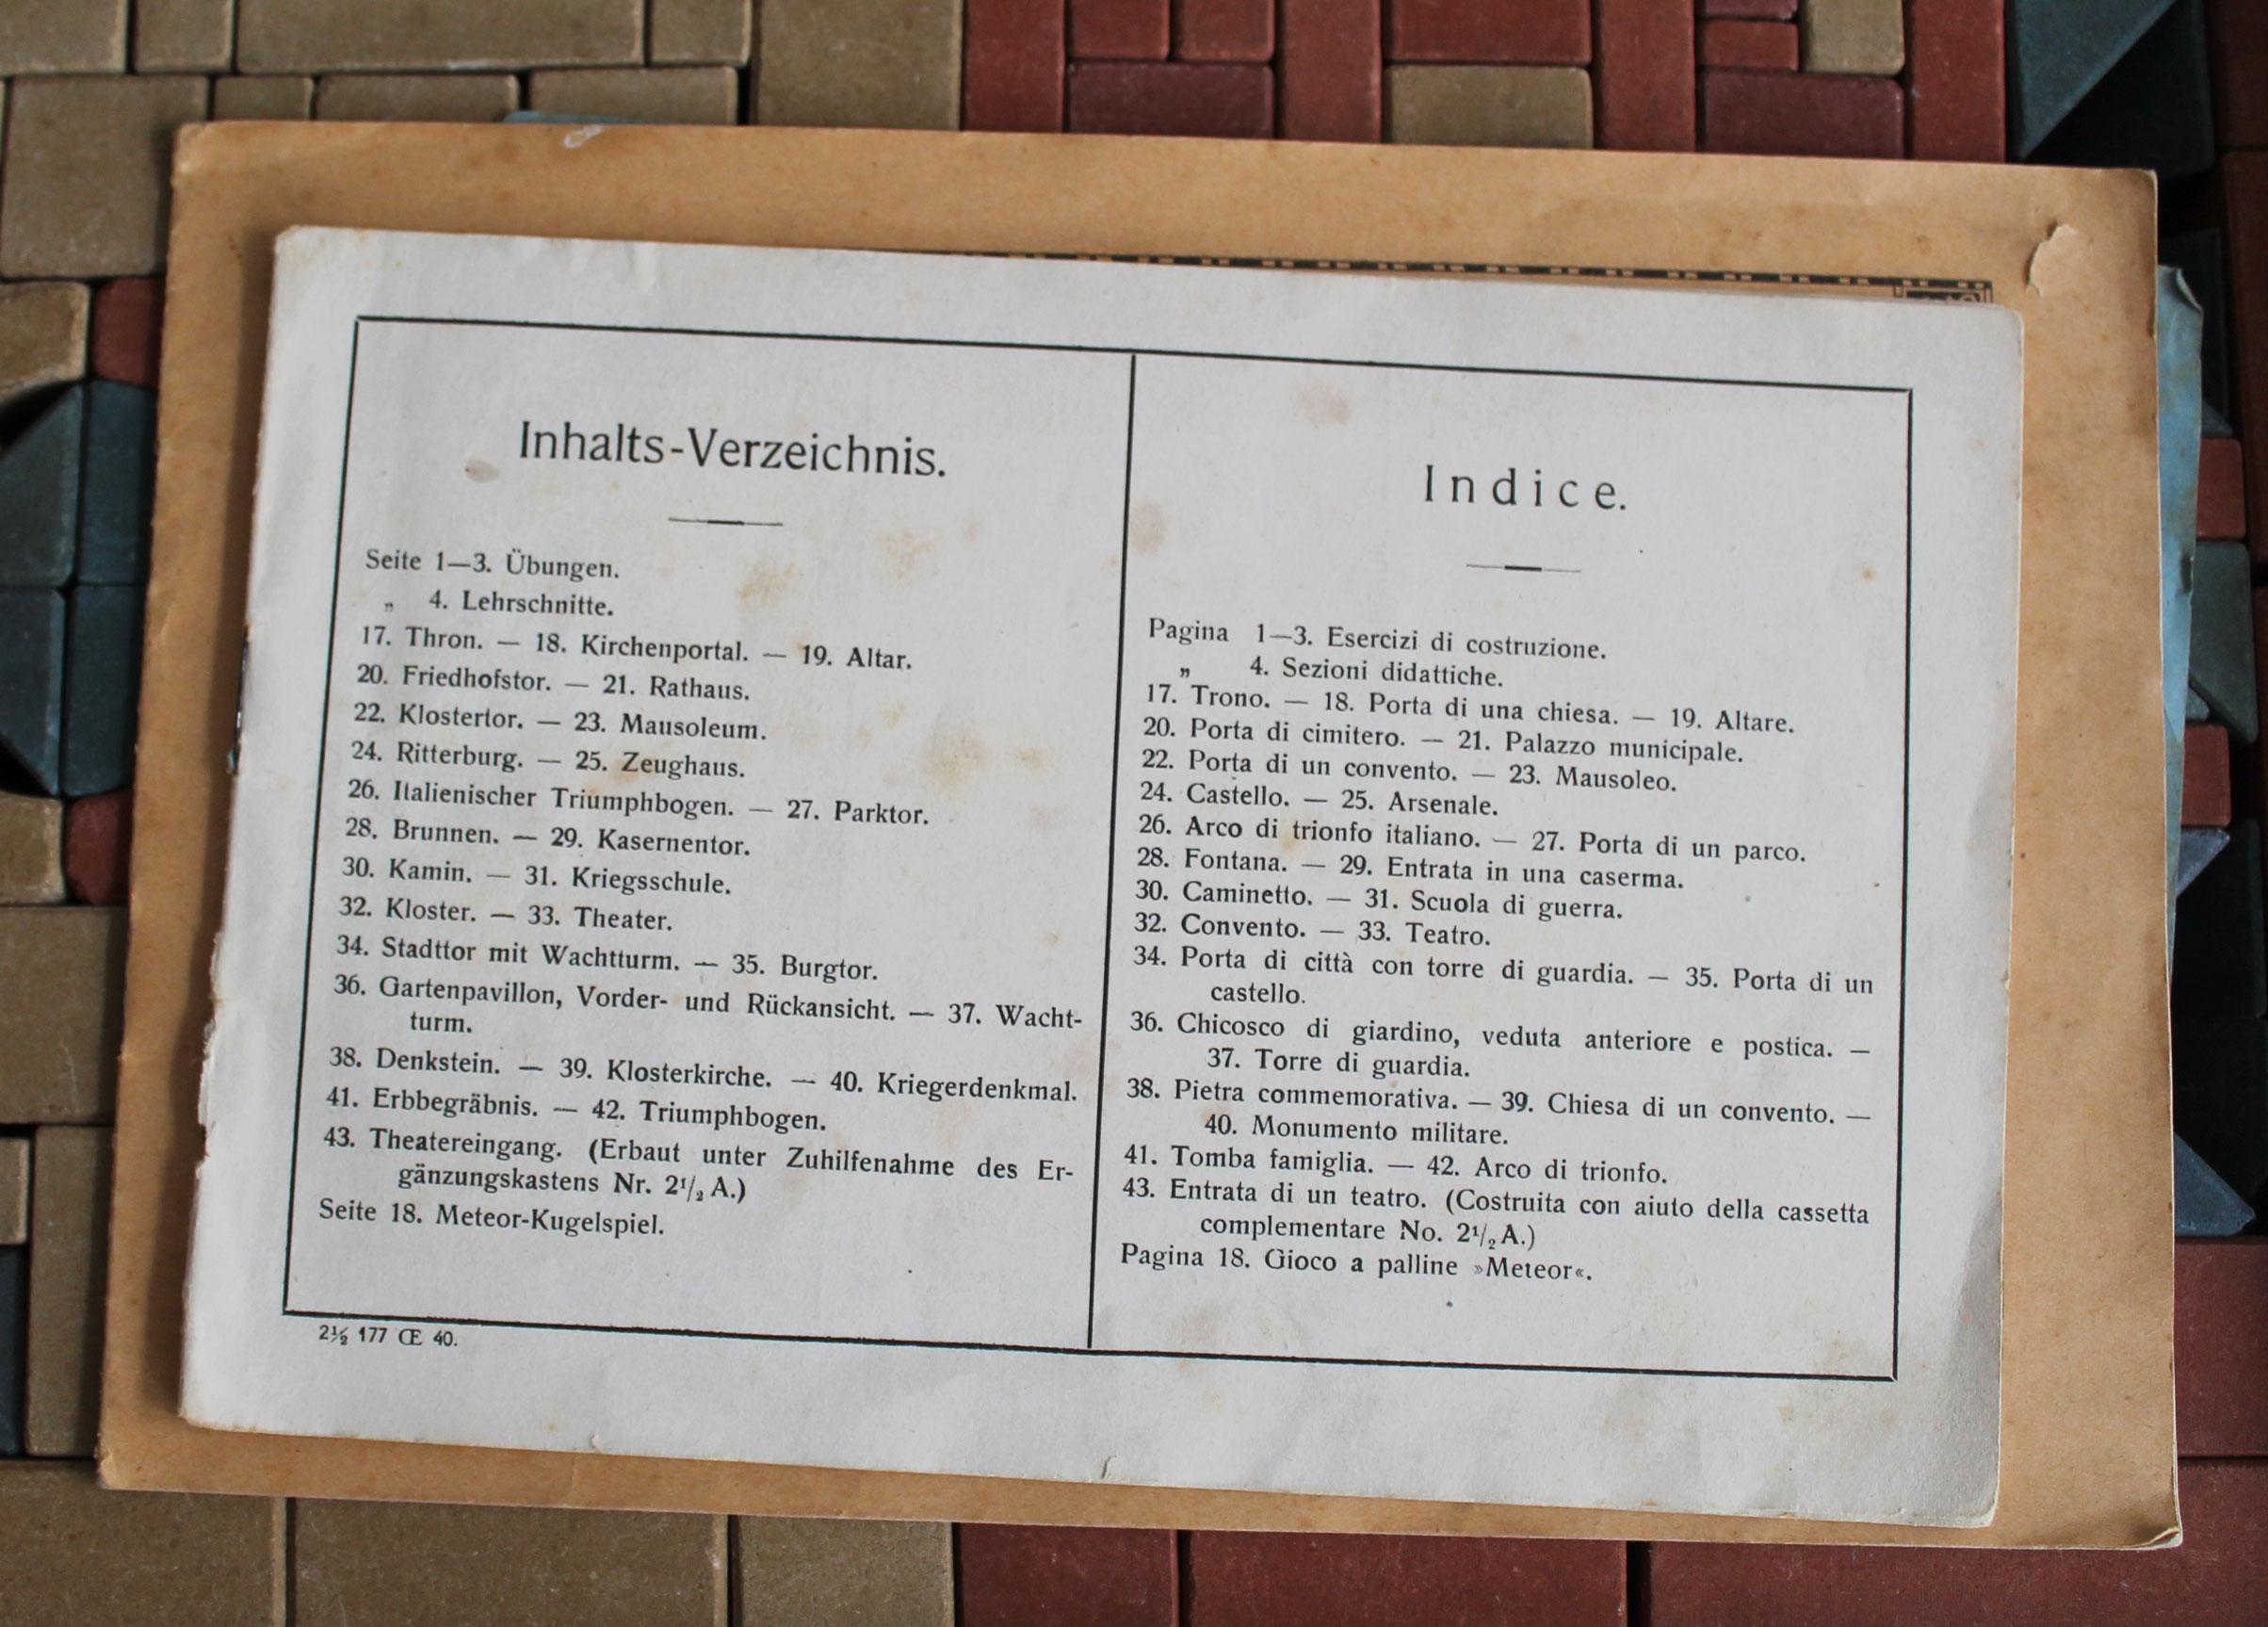 Inhalts-Verzeichnis.
Seite 1—3. Übungen.
„ 4. Lehrschnitte.
17. Thron. — 18. Kirchenportal. — 19. Altar.
20. Friedhofstor. — 21. Rathaus.
22. Klostertor. — 23. Mausoleum.
24. Ritterburg. — 25. Zeughaus.
26. Italienischer Triumphbogen. — 27. Parktor.
28. Brunnen. — 29. Kasernentor.
30. Kamin. — 31. Kriegsschule.
32. Kloster. — 33. Theater.
34. Stadttor mit Wachtturm. — 35. Burgtor.
36. Gartenpavillon, Vorder- und Rückansicht. — 37. Wacht-
turm.
38. Denkstein. — 39. Klosterkirche. — 40. Kriegerdenkmal.
41. Erbbegräbnis. — 42. Triumphbogen.
43. Theatereingang. (Erbaut unter Zuhilfenahme des Er-
gänzungskastens Nr. 2½ A.)
Seite 18. Meteor-Kugelspiel.
2½ 177 Œ 40.
Indice.
Pagina 1—3. Esercizi di costruzione.
„ 4. Sezioni didattiche.
17. Trono. — 18. Porta di una chiesa. — 19. Altare.
20. Porta di cimitero. — 21. Palazzo municipale.
22. Porta di un convento. — 23. Mausoleo.
24. Castello. — 25. Arsenale.
26. Arco di trionfo italiano. — 27. Porta di un parco.
28. Fontana. — 29. Entrata in una caserma.
30. Caminetto. — 31. Scuola di guerra.
32. Convento. — 33. Teatro.
34. Porta di città con torre di guardia. — 35. Porta di un
castello.
36. Chicosco di giardino, veduta anteriore e postica. —
37. Torre di guardia.
38. Pietra commemorativa. — 39. Chiesa di un convento. —
40. Monumento militare.
41. Tomba famiglia. — 42. Arco di trionfo.
43. Entrata di un teatro. (Costruita con aiuto della cassetta
complementare No. 2½ A.)
Pagina 18. Gioco a palline »Meteor«.